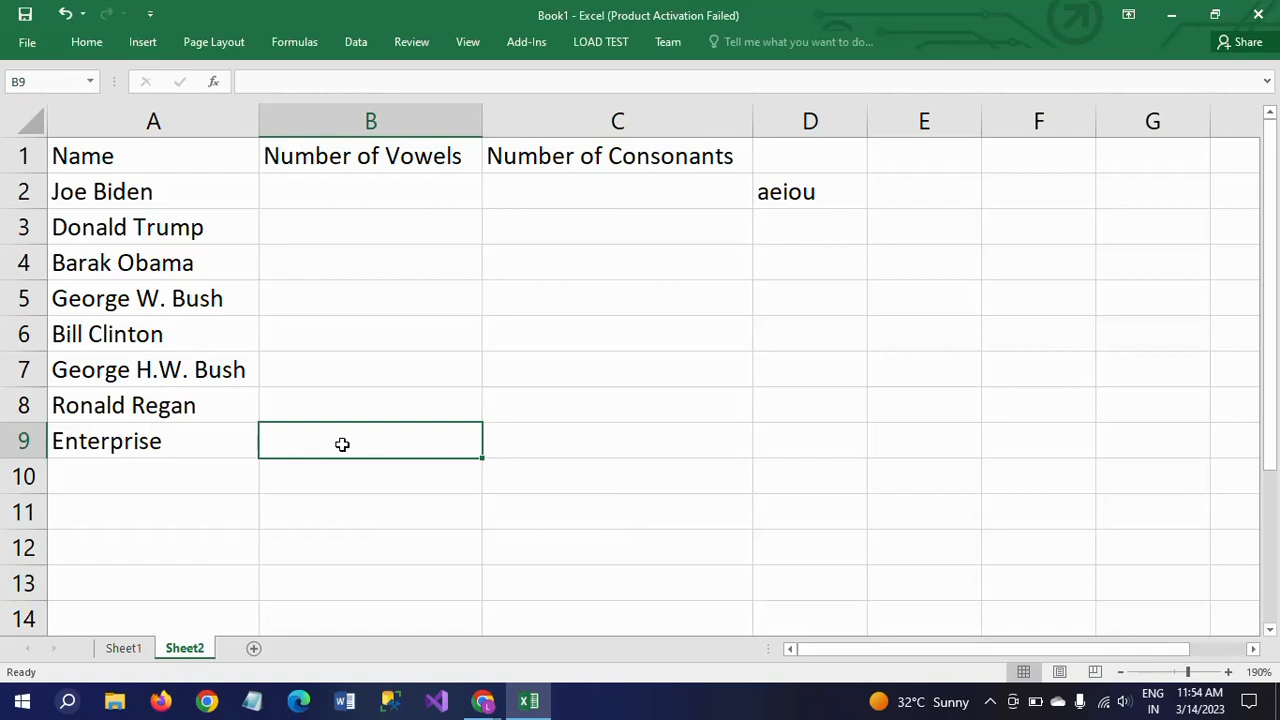 Book1 - Excel (Product Activation Failed)
File Home Insert Page Layout Formulas Data Review View Add-Ins LOAD TEST Team Tell me what you want to do... Share
B9 fx
A B C D E F G
1 Name Number of Vowels Number of Consonants
2 Joe Biden aeiou
3 Donald Trump
4 Barak Obama
5 George W. Bush
6 Bill Clinton
7 George H.W. Bush
8 Ronald Regan
9 Enterprise
10
11
12
13
14
Sheet1 Sheet2
Ready 190%
32°C Sunny ENG IN 11:54 AM 3/14/2023